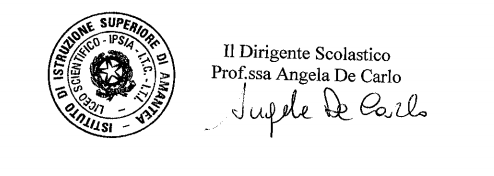 ISTITUTO DI ISTRUZIONE SUPERIORE DI AMANTEA
LICEO SCIENTIFICO - IPSIA - I.T.C. - I.T.I.
Il Dirigente Scolastico
Prof.ssa Angela De Carlo
Angela De Carlo